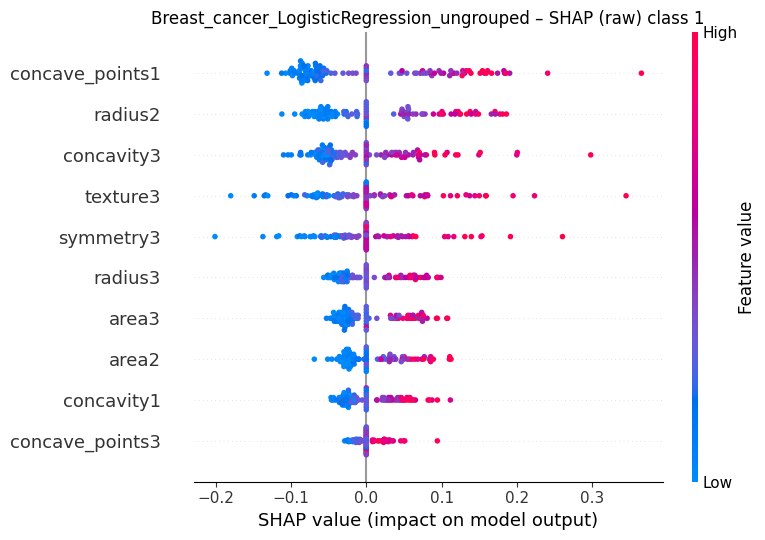 Breast_cancer_LogisticRegression_ungrouped – SHAP (raw) class 1
High
concave_points1
radius2
concavity3
texture3
symmetry3
radius3
area3
area2
concavity1
concave_points3
Feature value
Low
−0.2 −0.1 0.0 0.1 0.2 0.3
SHAP value (impact on model output)